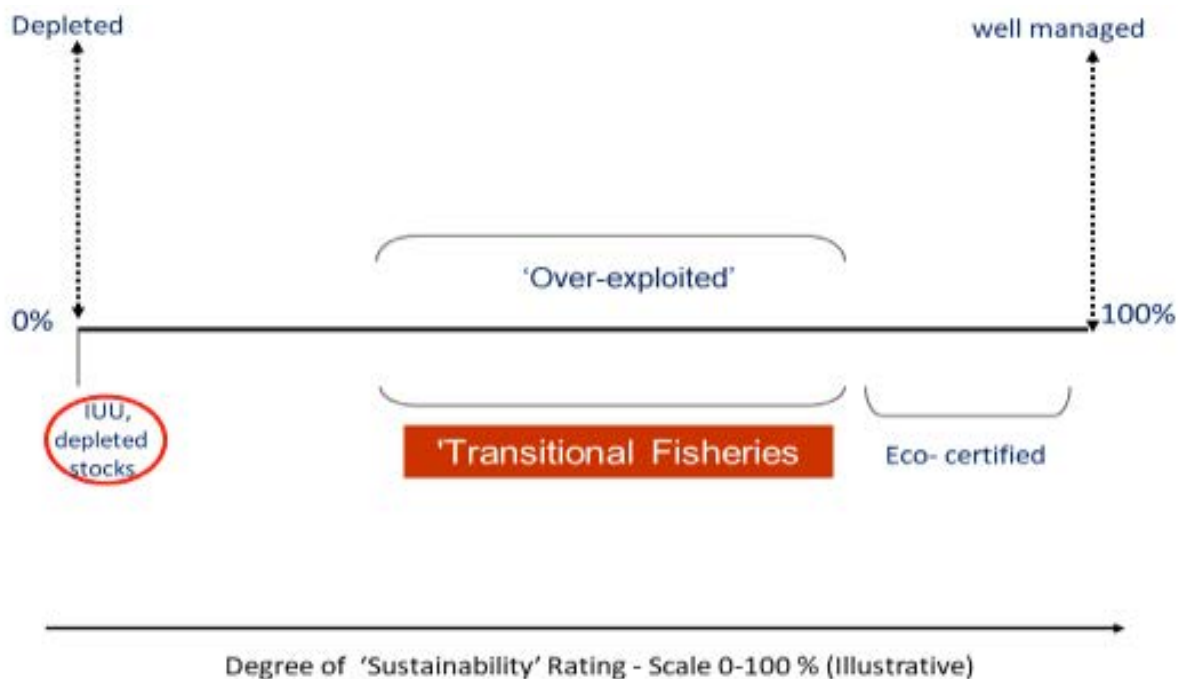 Depleted
well managed
'Over-exploited'
0%
100%
IUU,
depleted
stocks
'Transitional Fisheries
Eco- certified
Degree of 'Sustainability' Rating - Scale 0-100 % (Illustrative)